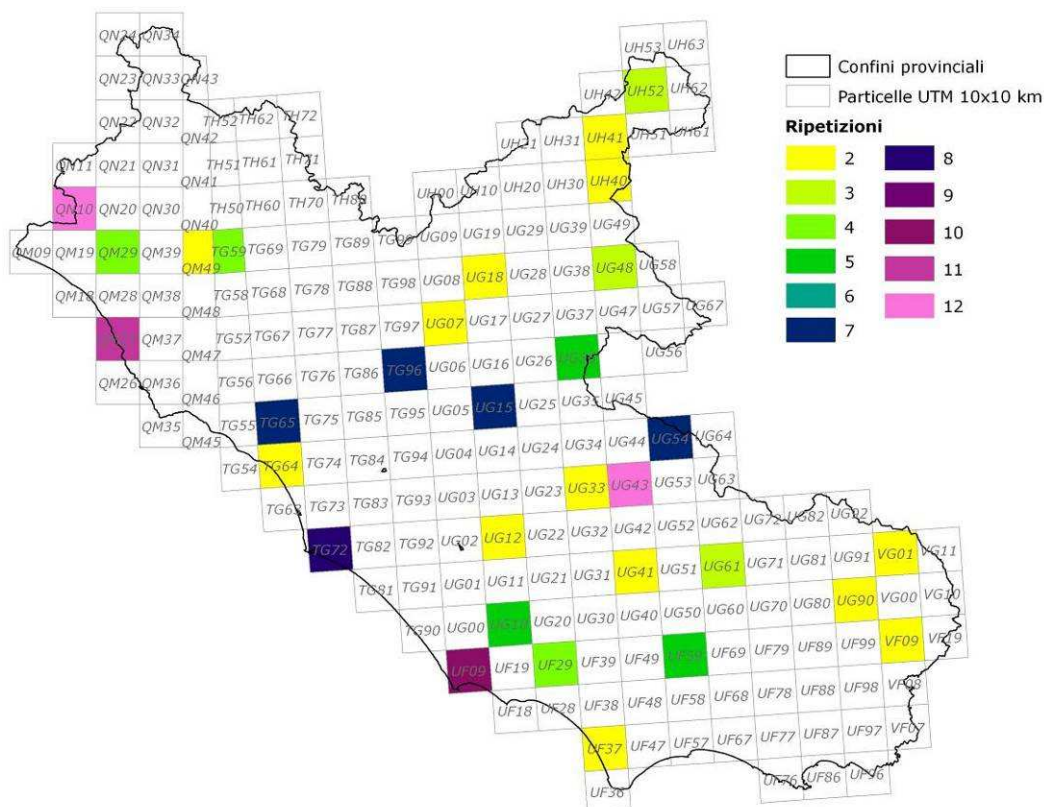 QN24 QN34
UH53 UH63
Confini provinciali
QN23 QN33 QN43
UH42 UH52 UH62
Particelle UTM 10x10 km
QN22 QN32 QN42 TH52 TH62 TH72
UH21 UH31 UH41 UH51 UH61
Ripetizioni
2 8
QN11 QN21 QN31 QN41 TH51 TH61 TH71
3 9
QN10 QN20 QN30 QN40 TH50 TH60 TH70 TH80 UH00 UH10 UH20 UH30 UH40
4 10
5 11
QM09 QM19 QM29 QM39 QM49 TG59 TG69 TG79 TG89 TG99 UG09 UG19 UG29 UG39 UG49
6 12
7
QM18 QM28 QM38 QM48 TG58 TG68 TG78 TG88 TG98 UG08 UG18 UG28 UG38 UG48 UG58
QM37 QM47 TG57 TG67 TG77 TG87 TG97 UG07 UG17 UG27 UG37 UG47 UG57 UG67
QM26 QM36 QM46 TG56 TG66 TG76 TG86 TG96 UG06 UG16 UG26 UG56
QM35 QM45 TG55 TG65 TG75 TG85 TG95 UG05 UG15 UG25 UG35 UG45
TG54 TG64 TG74 TG84 TG94 UG04 UG14 UG24 UG34 UG44 UG54 UG64
TG63 TG73 TG83 TG93 UG03 UG13 UG23 UG33 UG43 UG53 UG63
TG72 TG82 TG92 UG02 UG12 UG22 UG32 UG42 UG52 UG62 UG72 UG82 UG92
TG81 TG91 UG01 UG11 UG21 UG31 UG41 UG51 UG61 UG71 UG81 UG91 VG01 VG11
TG90 UG00 UG10 UG20 UG30 UG40 UG50 UG60 UG70 UG80 UG90 VG00 VG10
UF09 UF19 UF29 UF39 UF49 UF59 UF69 UF79 UF89 UF99 VF09 VF19
UF18 UF28 UF38 UF48 UF58 UF68 UF78 UF88 UF98 VF08
UF37 UF47 UF57 UF67 UF77 UF87 UF97 VF07
UF36 UF76 UF86 UF96